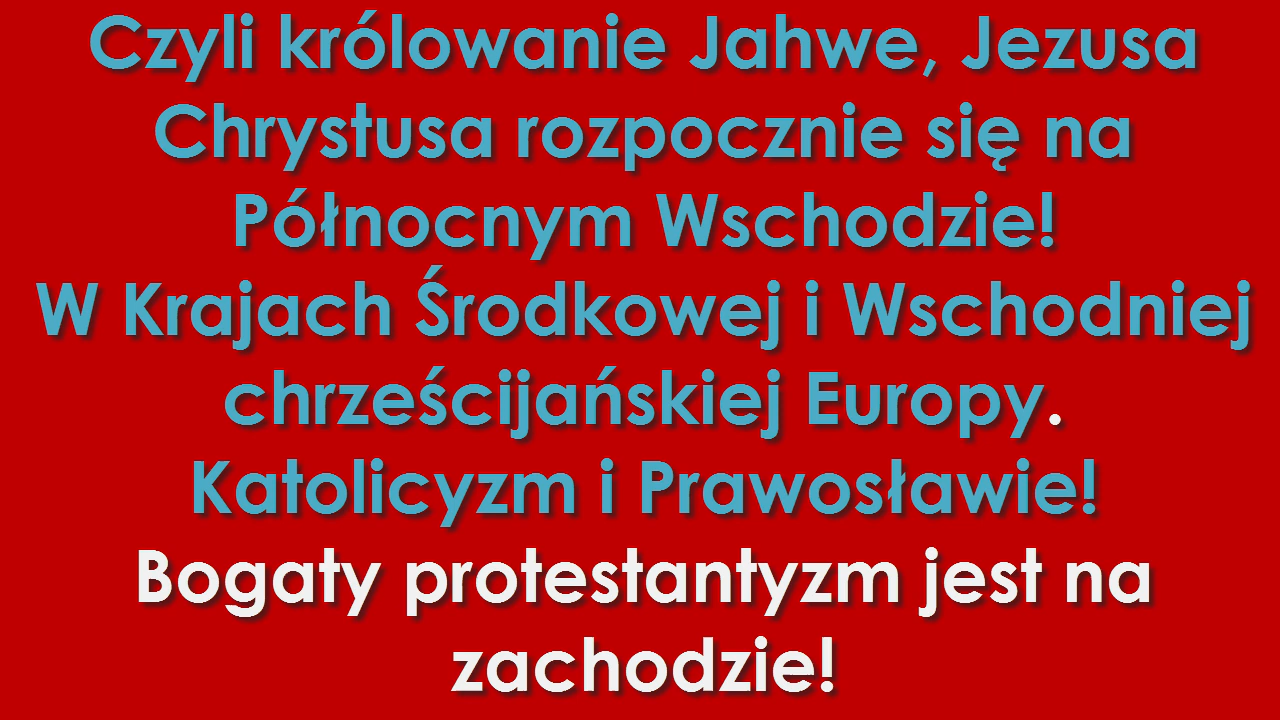 Czyli królowanie Jahwe, Jezusa
Chrystusa rozpocznie się na
Północnym Wschodzie!
W Krajach Środkowej i Wschodniej
chrześcijańskiej Europy.
Katolicyzm i Prawosławie!
Bogaty protestantyzm jest na
zachodzie!